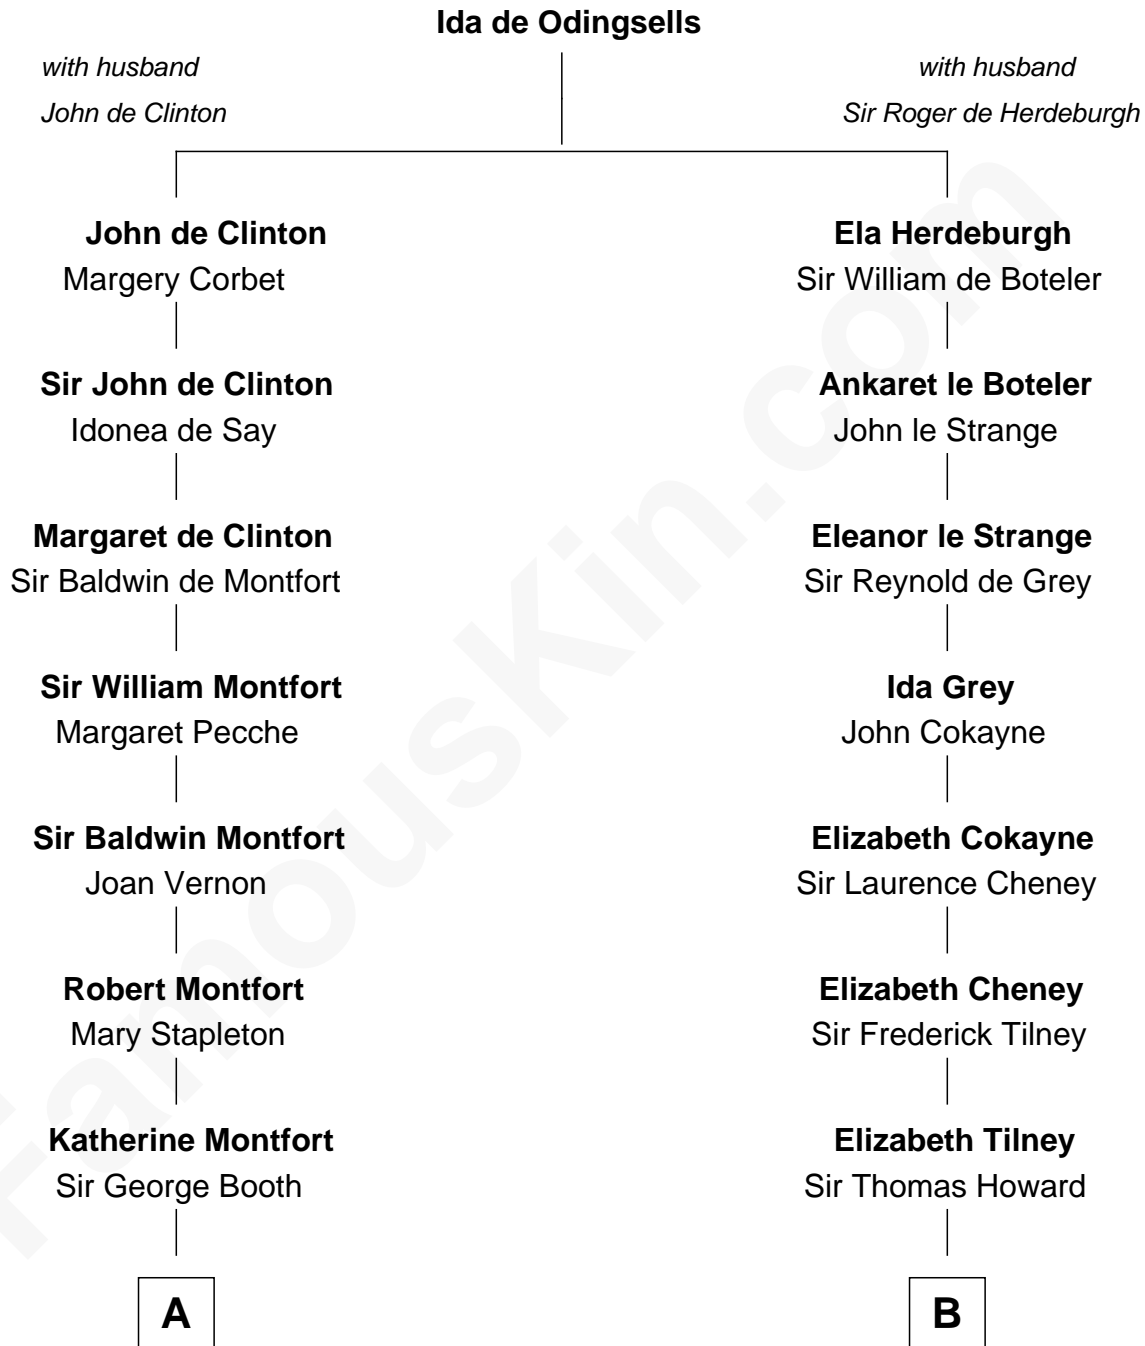 Ida de Odingsells
with husband
John de Clinton
with husband
Sir Roger de Herdeburgh
John de Clinton
Margery Corbet
Sir John de Clinton
Idonea de Say
Margaret de Clinton
Sir Baldwin de Montfort
Sir William Montfort
Margaret Pecche
Sir Baldwin Montfort
Joan Vernon
Robert Montfort
Mary Stapleton
Katherine Montfort
Sir George Booth
A
Ela Herdeburgh
Sir William de Boteler
Ankaret le Boteler
John le Strange
Eleanor le Strange
Sir Reynold de Grey
Ida Grey
John Cokayne
Elizabeth Cokayne
Sir Laurence Cheney
Elizabeth Cheney
Sir Frederick Tilney
Elizabeth Tilney
Sir Thomas Howard
B
FamousKin.com